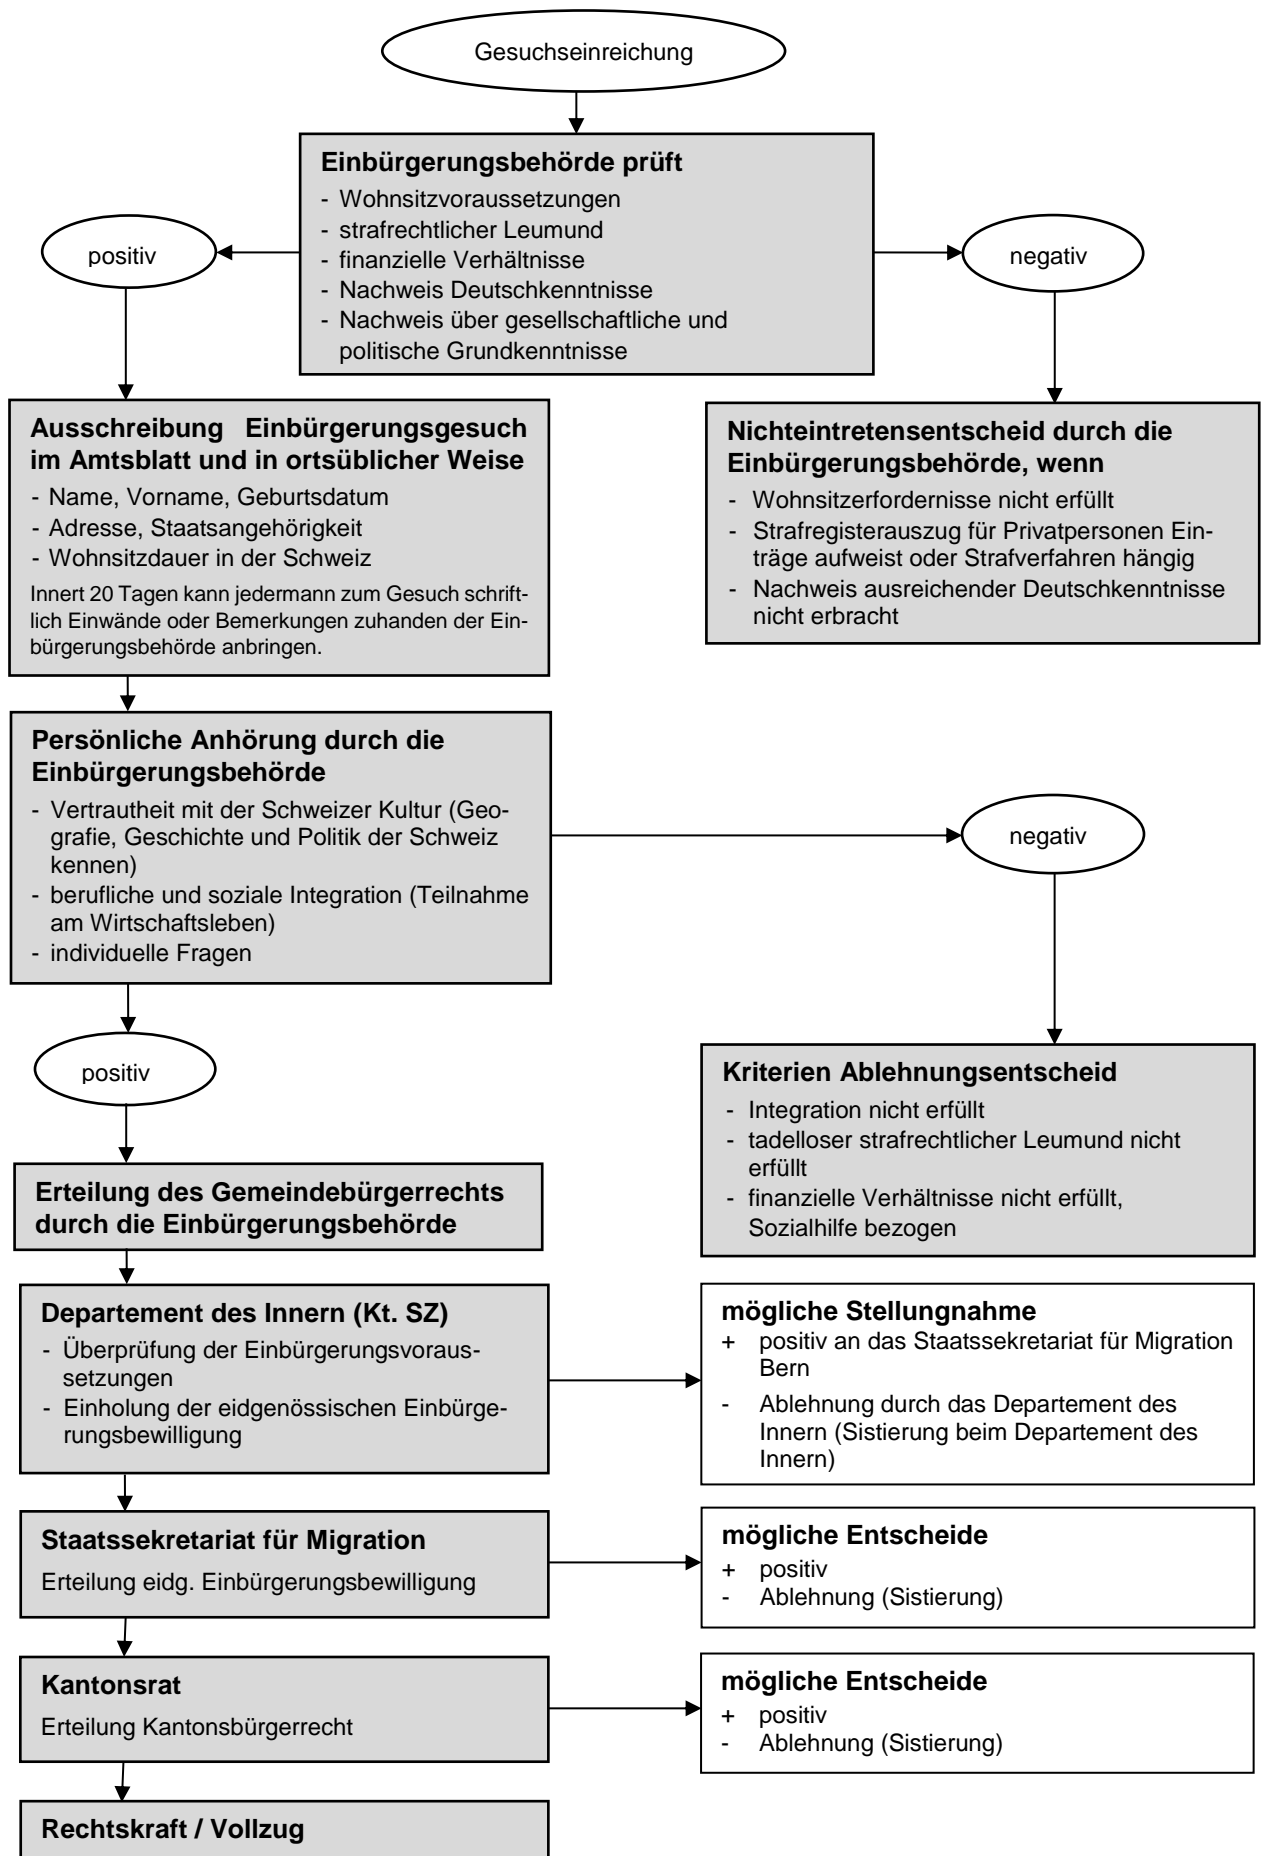 Gesuchseinreichung
Einbürgerungsbehörde prüft
- Wohnsitzvoraussetzungen
- strafrechtlicher Leumund
- finanzielle Verhältnisse
- Nachweis Deutschkenntnisse
- Nachweis über gesellschaftliche und
politische Grundkenntnisse
positiv
negativ
Ausschreibung Einbürgerungsgesuch
im Amtsblatt und in ortsüblicher Weise
- Name, Vorname, Geburtsdatum
- Adresse, Staatsangehörigkeit
- Wohnsitzdauer in der Schweiz
Innert 20 Tagen kann jedermann zum Gesuch schrift-
lich Einwände oder Bemerkungen zuhanden der Ein-
bürgerungsbehörde anbringen.
Nichteintretensentscheid durch die
Einbürgerungsbehörde, wenn
- Wohnsitzerfordernisse nicht erfüllt
- Strafregisterauszug für Privatpersonen Ein-
träge aufweist oder Strafverfahren hängig
- Nachweis ausreichender Deutschkenntnisse
nicht erbracht
Persönliche Anhörung durch die
Einbürgerungsbehörde
- Vertrautheit mit der Schweizer Kultur (Geo-
grafie, Geschichte und Politik der Schweiz
kennen)
- berufliche und soziale Integration (Teilnahme
am Wirtschaftsleben)
- individuelle Fragen
negativ
positiv
Kriterien Ablehnungsentscheid
- Integration nicht erfüllt
- tadelloser strafrechtlicher Leumund nicht
erfüllt
- finanzielle Verhältnisse nicht erfüllt,
Sozialhilfe bezogen
Erteilung des Gemeindebürgerrechts
durch die Einbürgerungsbehörde
Departement des Innern (Kt. SZ)
- Überprüfung der Einbürgerungsvoraus-
setzungen
- Einholung der eidgenössischen Einbürge-
rungsbewilligung
mögliche Stellungnahme
+ positiv an das Staatssekretariat für Migration
Bern
- Ablehnung durch das Departement des
Innern (Sistierung beim Departement des
Innern)
Staatssekretariat für Migration
Erteilung eidg. Einbürgerungsbewilligung
mögliche Entscheide
+ positiv
- Ablehnung (Sistierung)
Kantonsrat
Erteilung Kantonsbürgerrecht
mögliche Entscheide
+ positiv
- Ablehnung (Sistierung)
Rechtskraft / Vollzug